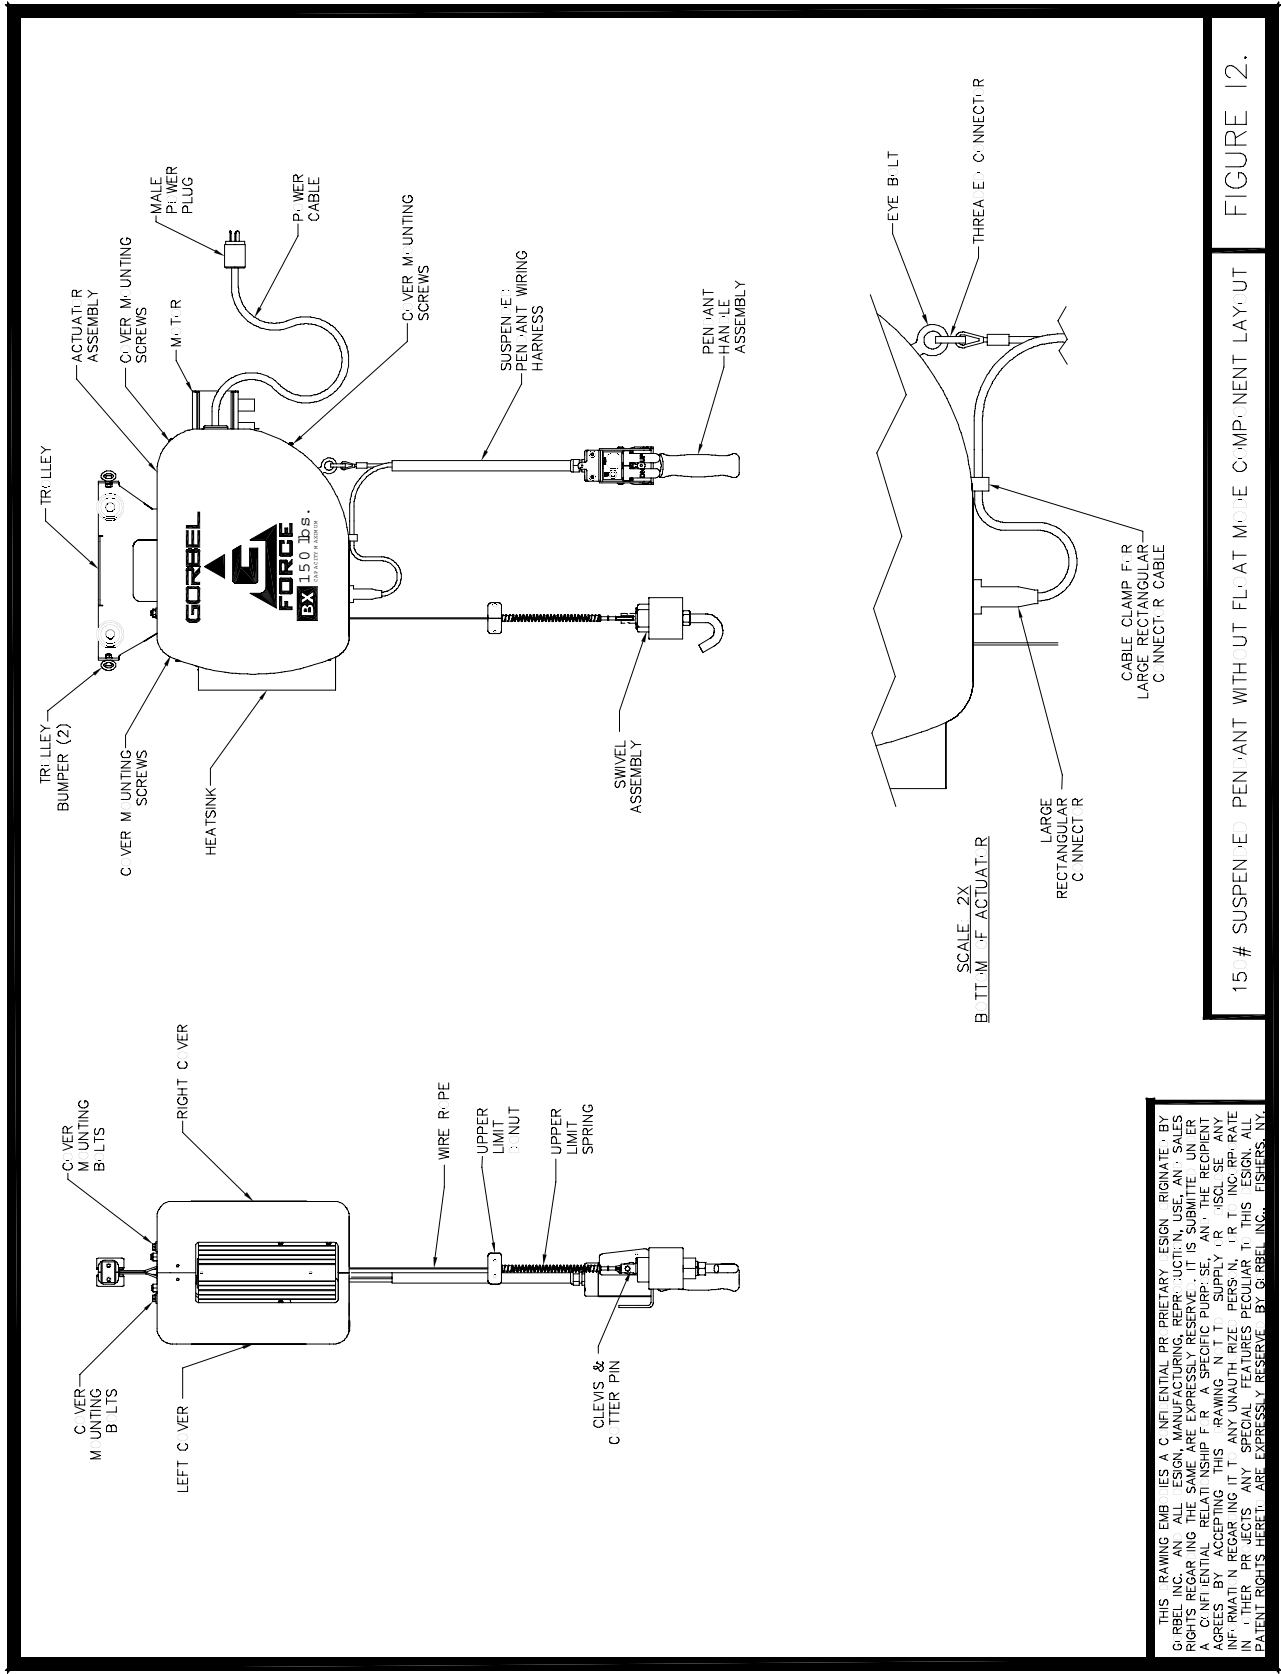 TROLLEY
TROLLEY
BUMPER (2)
ACTUATOR
ASSEMBLY
COVER MOUNTING
SCREWS
MOTOR
MALE
POWER
PLUG
POWER
CABLE
COVER MOUNTING
SCREWS
COVER MOUNTING
SCREWS
HEATSINK
GORBEL
G
FORCE
BX 150 lbs.
CAPACITY MAXIMUM
SUSPENDED
PENDANT WIRING
HARNESS
PENDANT
HANDLE
ASSEMBLY
SWIVEL
ASSEMBLY
COVER
MOUNTING
BOLTS
RIGHT COVER
COVER
MOUNTING
BOLTS
LEFT COVER
WIRE ROPE
UPPER
LIMIT
DONUT
UPPER
LIMIT
SPRING
CLEVIS &
COTTER PIN
EYE BOLT
THREADED CONNECTOR
CABLE CLAMP FOR
LARGE RECTANGULAR
CONNECTOR CABLE
LARGE
RECTANGULAR
CONNECTOR
SCALE: 2X
BOTTOM OF ACTUATOR
THIS DRAWING EMBODIES A CONFIDENTIAL PROPRIETARY DESIGN ORIGINATED BY
GORBEL INC. AND ALL DESIGN, MANUFACTURING, REPRODUCTION, USE, AND SALES
RIGHTS REGARDING THE SAME ARE EXPRESSLY RESERVED. IT IS SUBMITTED UNDER
A CONFIDENTIAL RELATIONSHIP FOR A SPECIFIC PURPOSE, AND THE RECIPIENT
AGREES BY ACCEPTING THIS DRAWING NOT TO SUPPLY OR DISCLOSE ANY
INFORMATION REGARDING IT TO ANY UNAUTHORIZED PERSON, OR TO INCORPORATE
IN OTHER PROJECTS ANY SPECIAL FEATURES PECULIAR TO THIS DESIGN. ALL
PATENT RIGHTS HERETO ARE EXPRESSLY RESERVED BY GORBEL INC., FISHERS, NY.
150# SUSPENDED PENDANT WITHOUT FLOAT MODE COMPONENT LAYOUT
FIGURE 12.